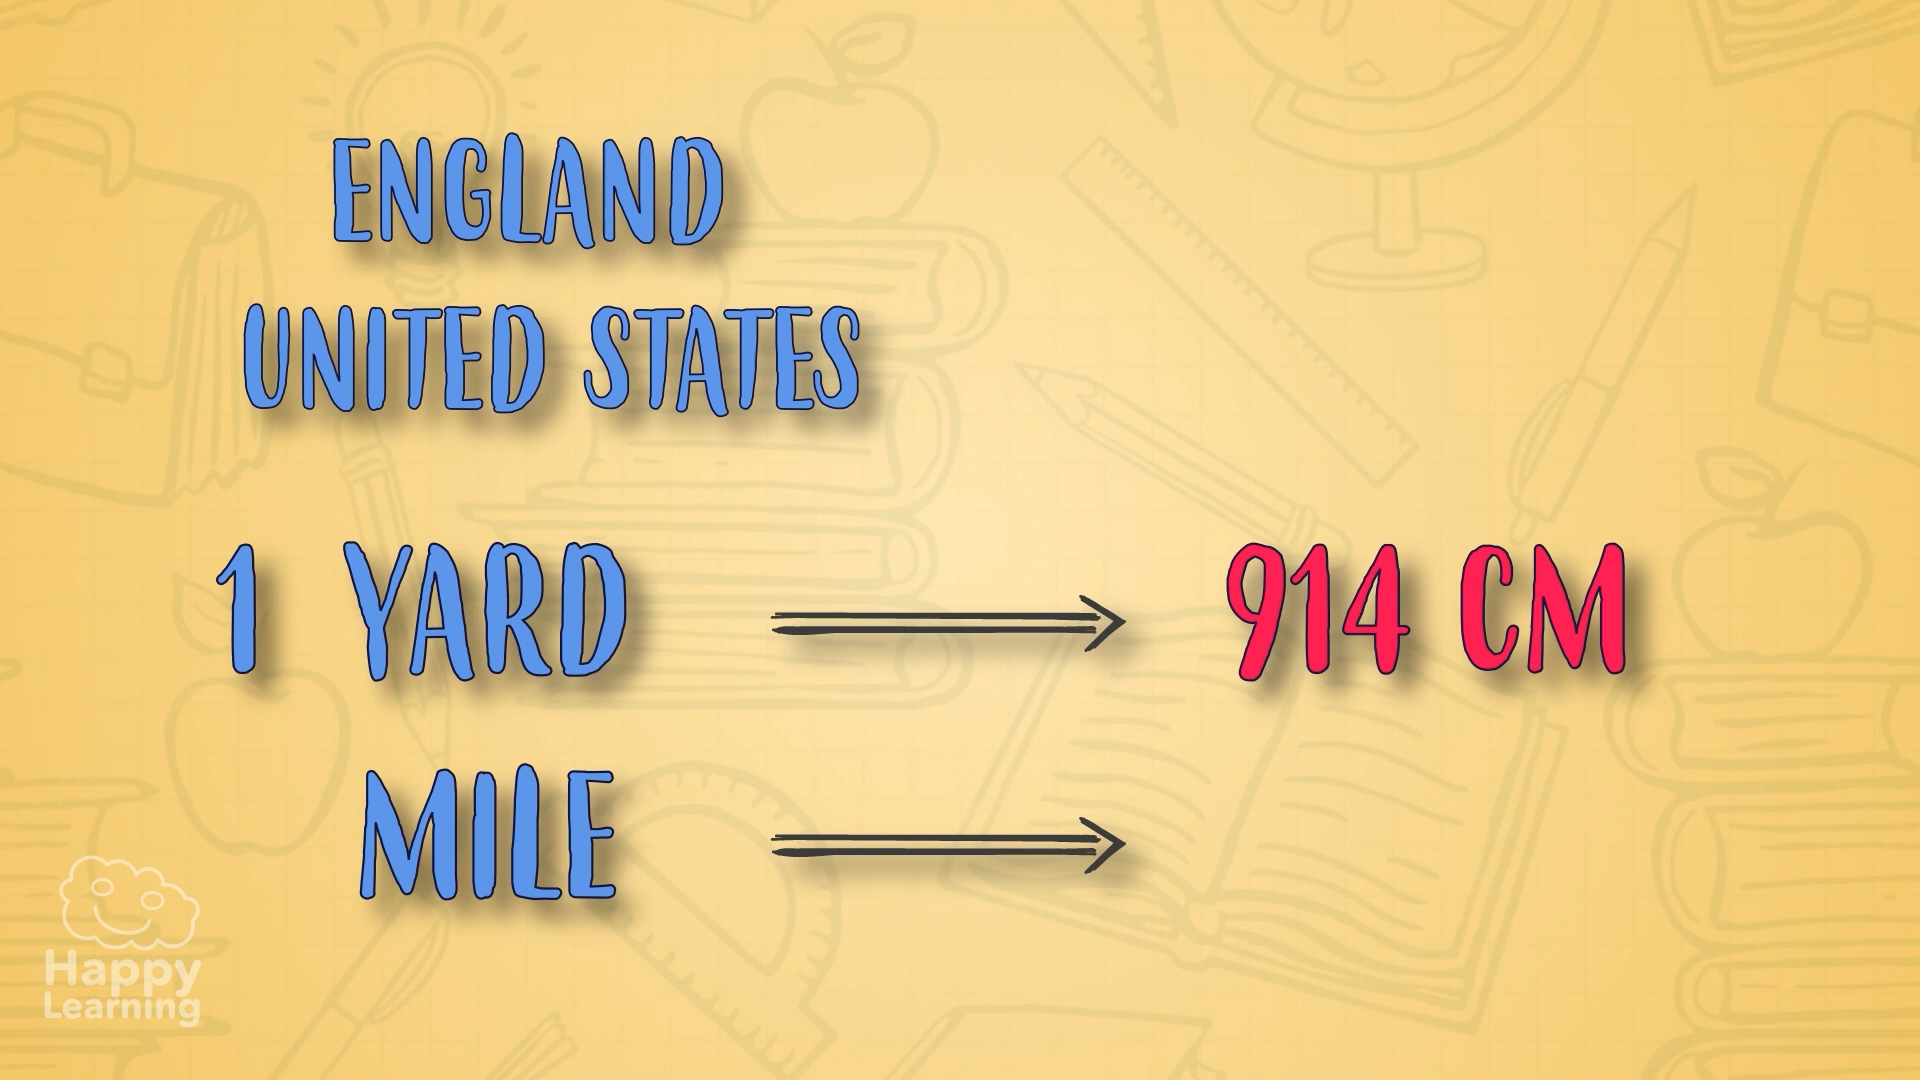 ENGLAND
UNITED STATES
1 YARD
914 CM
MILE
Happy
Learning